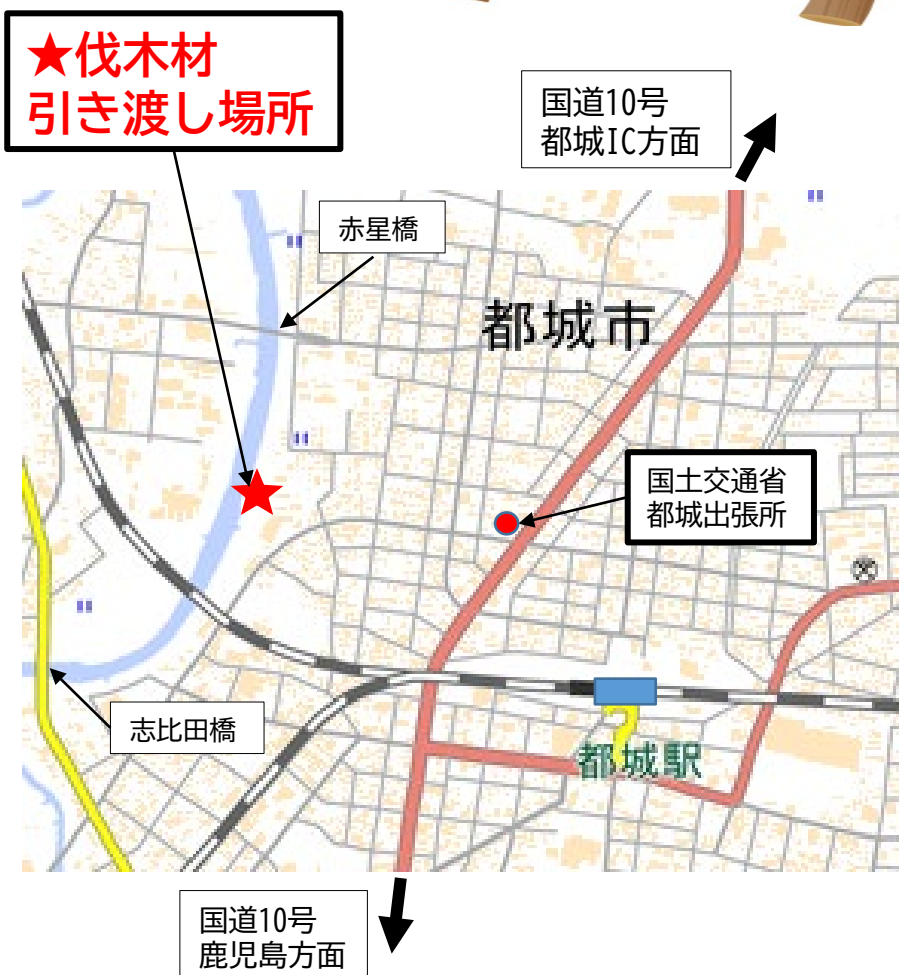 ★伐木材
引き渡し場所
国道10号
都城IC方面
赤星橋
都城市
国土交通省
都城出張所
志比田橋
都城駅
国道10号
鹿児島方面